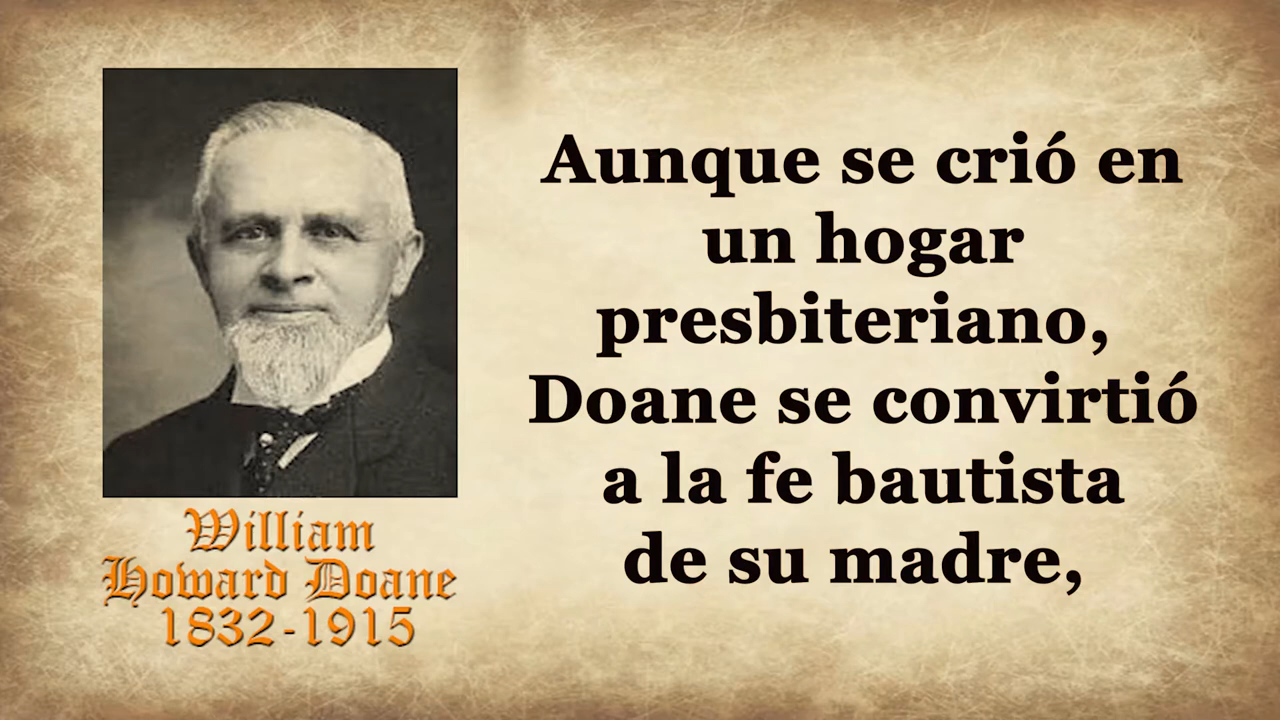 Aunque se crió en
un hogar
presbiteriano,
Doane se convirtió
a la fe bautista
de su madre,
William
Howard Doane
1832-1915